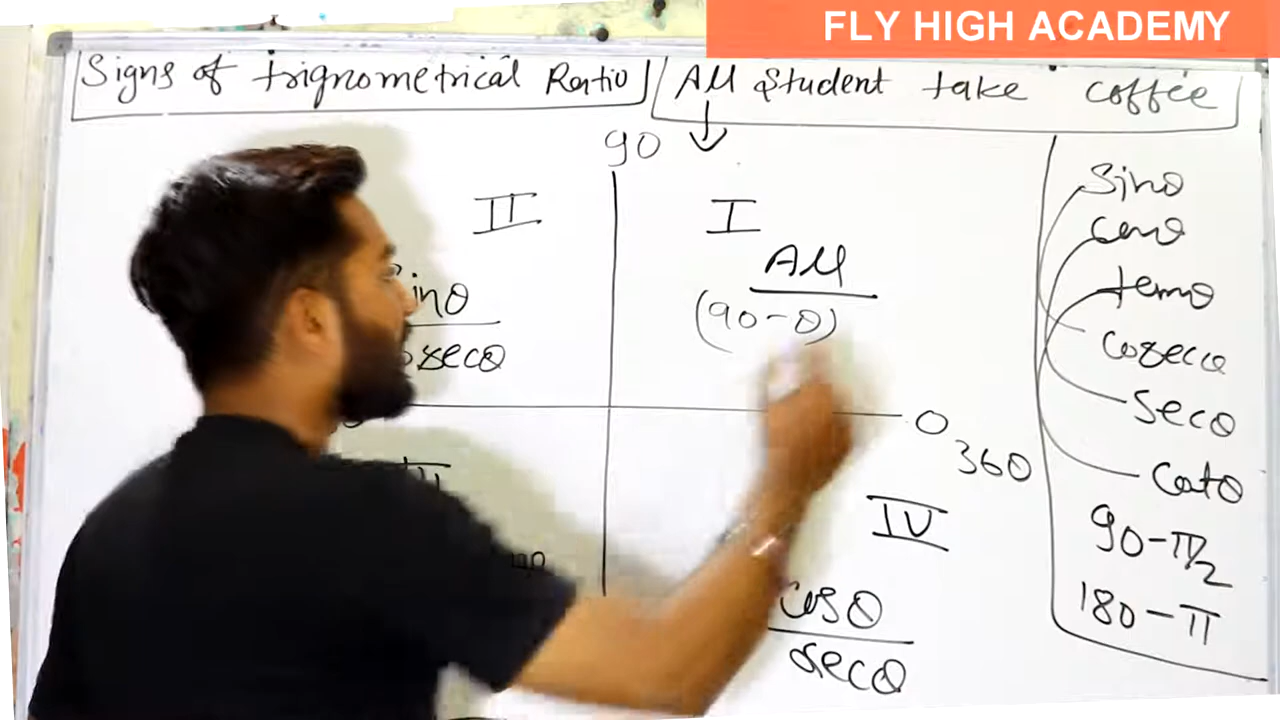 FLY HIGH ACADEMY
Signs of trignometrical Ratio
All Student take coffee
90
II
I
All
(90-θ)
sinθ
cosecθ
0
360
IV
cosθ
secθ
Sinθ
cosθ
tanθ
cosecθ
secθ
cotθ
90-π/2
180-π